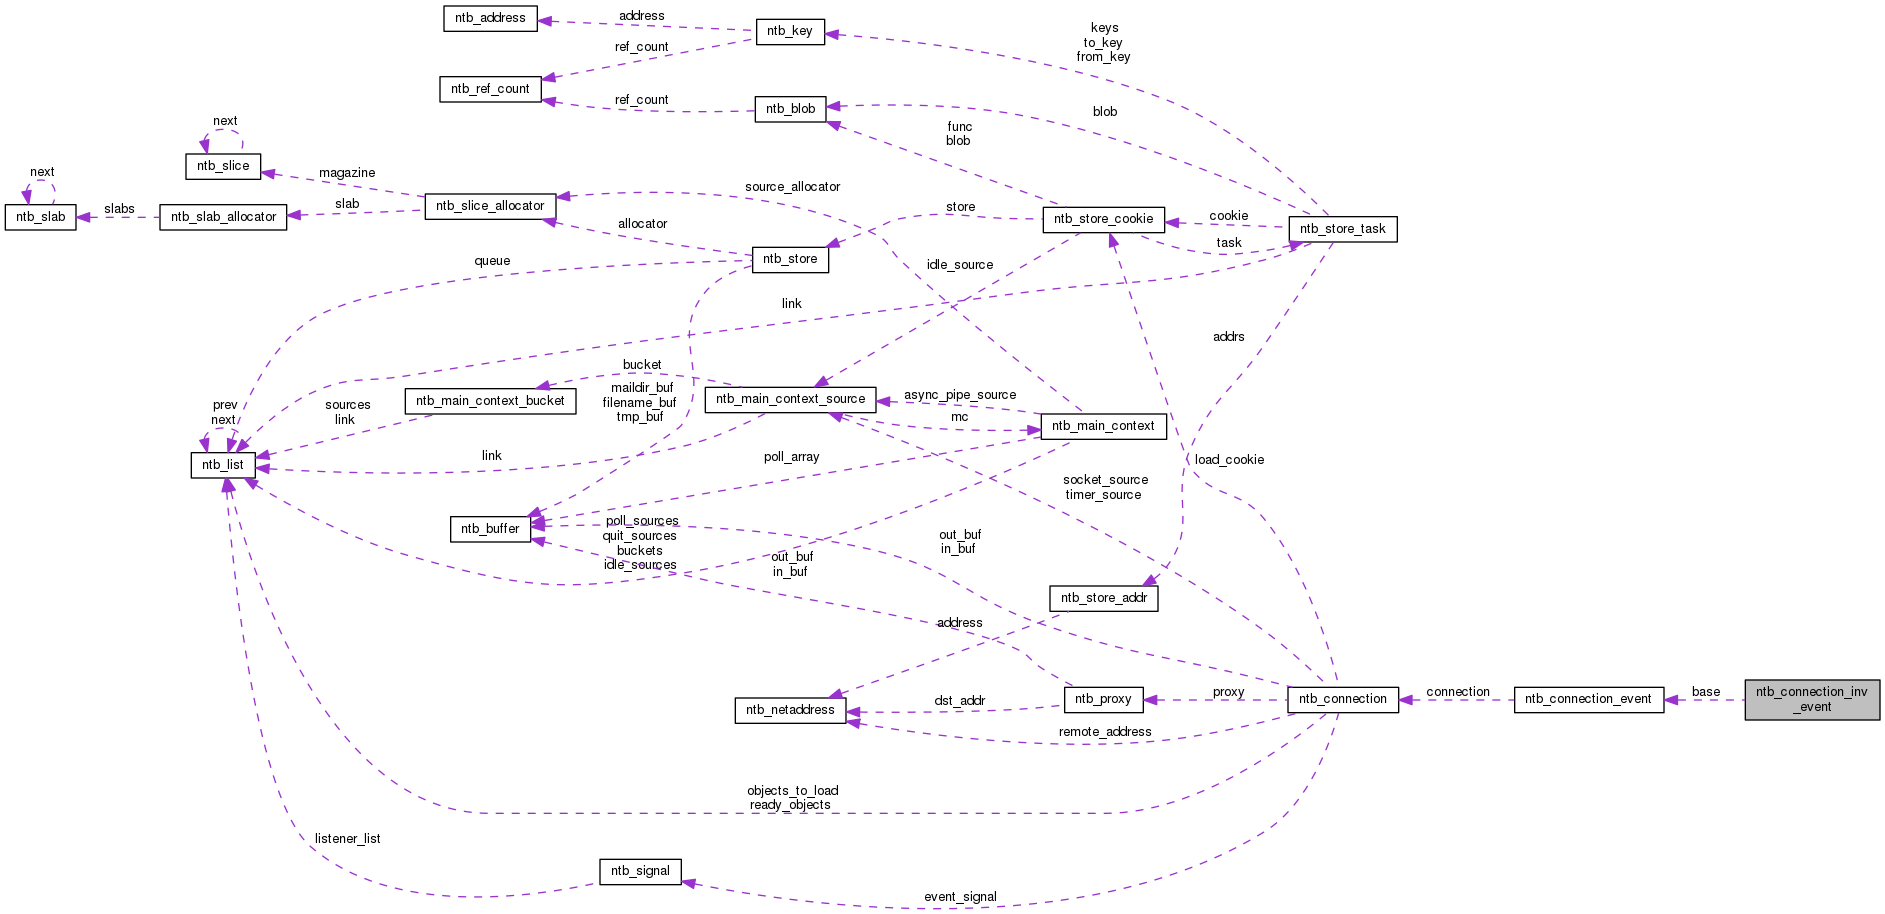 ntb_address
address
ntb_key
keys
to_key
from_key
ref_count
ntb_ref_count
ref_count
ntb_blob
blob
func
blob
next
ntb_slice
magazine
next
ntb_slab
slabs
ntb_slab_allocator
slab
ntb_slice_allocator
source_allocator
allocator
store
ntb_store_cookie
cookie
ntb_store_task
task
queue
ntb_store
idle_source
link
addrs
bucket
ntb_main_context_bucket
maildir_buf
filename_buf
tmp_buf
ntb_main_context_source
async_pipe_source
mc
ntb_main_context
prev
next
sources
link
ntb_list
link
poll_array
load_cookie
socket_source
timer_source
ntb_buffer
poll_sources
quit_sources
buckets
idle_sources
out_buf
in_buf
out_buf
in_buf
ntb_store_addr
address
ntb_netaddress
dst_addr
ntb_proxy
proxy
ntb_connection
connection
ntb_connection_event
base
ntb_connection_inv
_event
remote_address
objects_to_load
ready_objects
listener_list
ntb_signal
event_signal